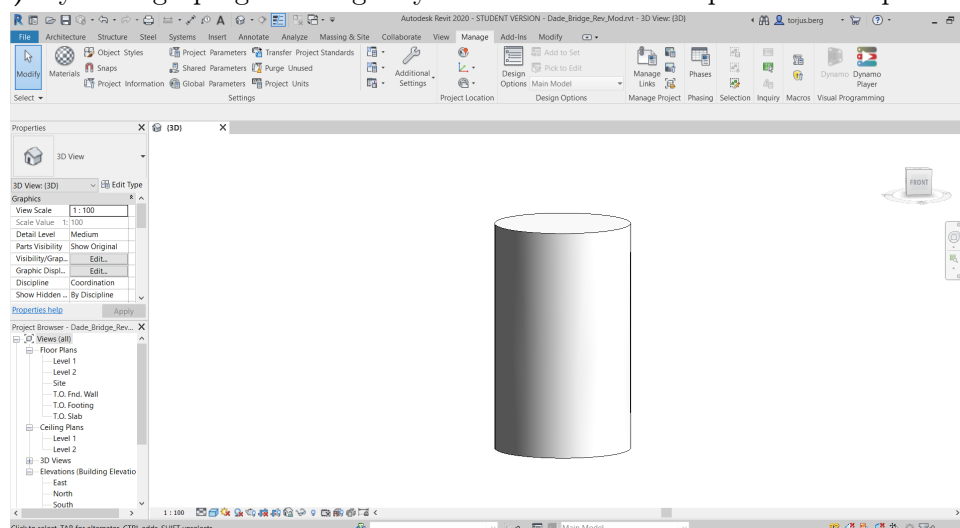 Autodesk Revit 2020 - STUDENT VERSION - Dade_Bridge_Rev_Mod.rvt - 3D View: {3D}
torjus.berg
File Architecture Structure Steel Systems Insert Annotate Analyze Massing & Site Collaborate View Manage Add-Ins Modify
Modify
Materials
Object Styles
Snaps
Project Information
Project Parameters
Shared Parameters
Global Parameters
Transfer Project Standards
Purge Unused
Project Units
Additional Settings
Design Options
Add to Set
Pick to Edit
Main Model
Manage Links
Phases
Dynamo
Dynamo Player
Select
Settings
Project Location
Design Options
Manage Project
Phasing
Selection
Inquiry
Macros
Visual Programming
Properties
{3D}
3D View
3D View: {3D}
Edit Type
Graphics
View Scale 1 : 100
Scale Value 1: 100
Detail Level Medium
Parts Visibility Show Original
Visibility/Grap... Edit...
Graphic Displ... Edit...
Discipline Coordination
Show Hidden ... By Discipline
Properties help
Apply
FRONT
Project Browser - Dade_Bridge_Rev...
Views (all)
Floor Plans
Level 1
Level 2
Site
T.O. Fnd. Wall
T.O. Footing
T.O. Slab
Ceiling Plans
Level 1
Level 2
3D Views
Elevations (Building Elevatio
East
North
South
1 : 100
Main Model